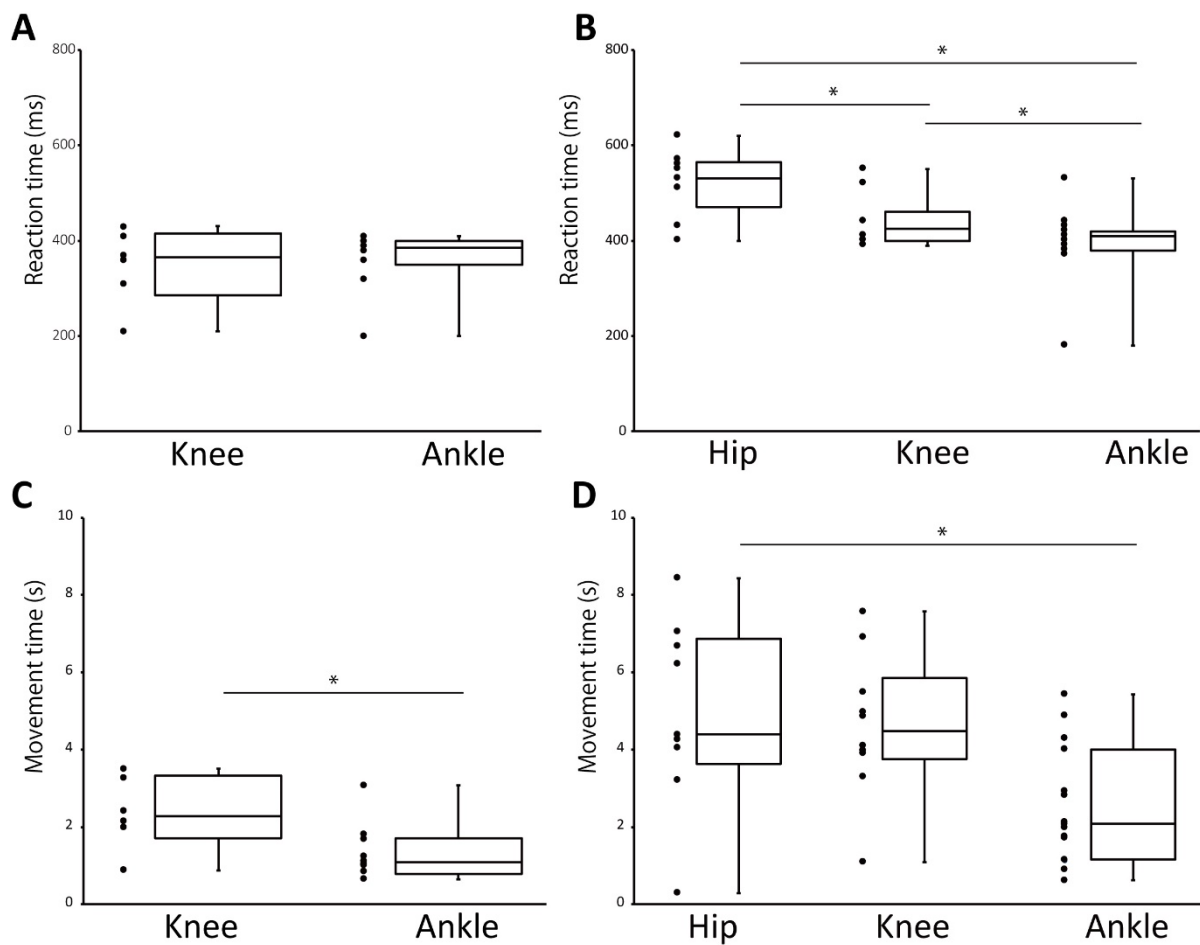 A
B
Reaction time (ms)
800
600
400
200
0
Knee
Ankle
Reaction time (ms)
800
600
400
200
0
*
*
*
Hip
Knee
Ankle
C
D
Movement time (s)
10
8
6
4
2
0
*
Knee
Ankle
Movement time (s)
10
8
6
4
2
0
*
Hip
Knee
Ankle